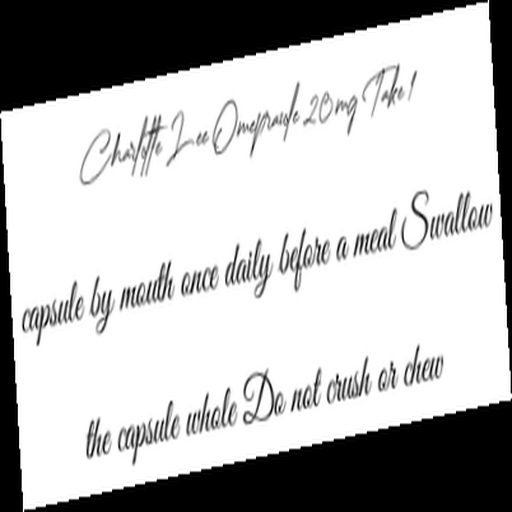 Charlotte Lee Omeprazole 20mg Take 1
capsule by mouth once daily before a meal Swallow
the capsule whole Do not crush or chew